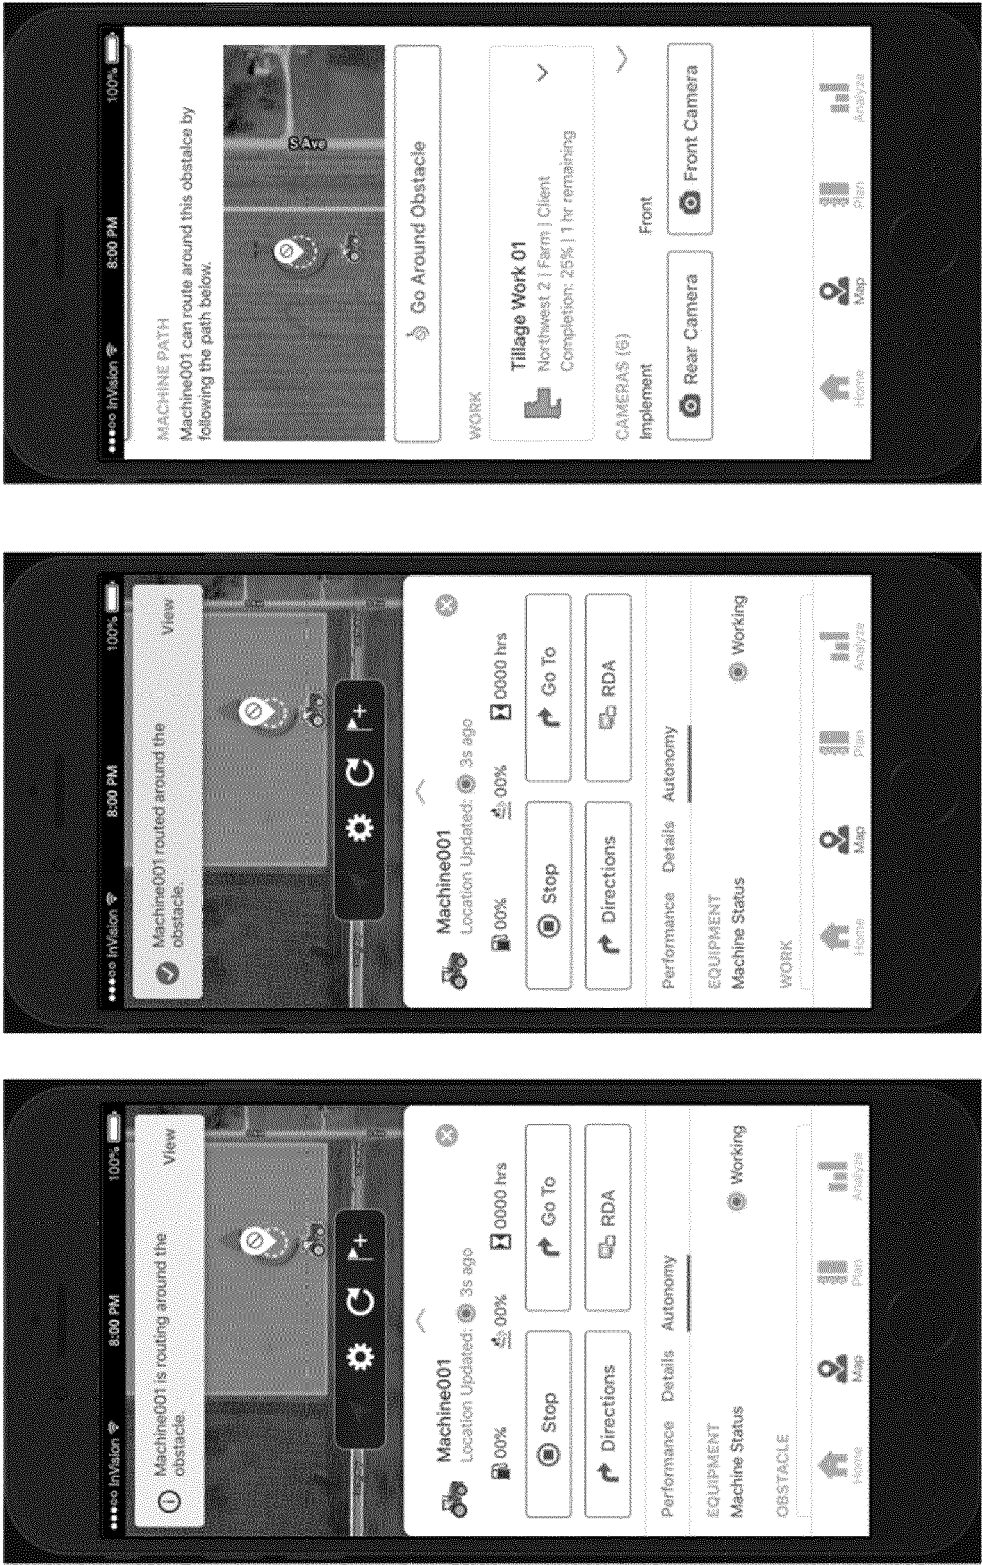 ●●●●○ InVision 8:00 PM 100%
Machine001 is routing around the
obstacle.
View
Machine001
Location Updated: 3s ago
00% 00% 0000 hrs
Stop Go To
Directions RDA
Performance Details Autonomy
EQUIPMENT
Machine Status Working
OBSTACLE
Home Map Plan Analyze
●●●●○ InVision 8:00 PM 100%
Machine001 routed around the
obstacle.
View
Machine001
Location Updated: 3s ago
00% 00% 0000 hrs
Stop Go To
Directions RDA
Performance Details Autonomy
EQUIPMENT
Machine Status Working
WORK
Home Map Plan Analyze
●●●●○ InVision 8:00 PM 100%
MACHINE PATH
Machine001 can route around this obstalce by
following the path below.
S Ave
Go Around Obstacle
WORK
Tillage Work 01
Northwest 2 | Farm | Client
Completion: 25% | 1 hr remaining
CAMERAS (6)
Implement Front
Rear Camera Front Camera
Home Map Plan Analyze